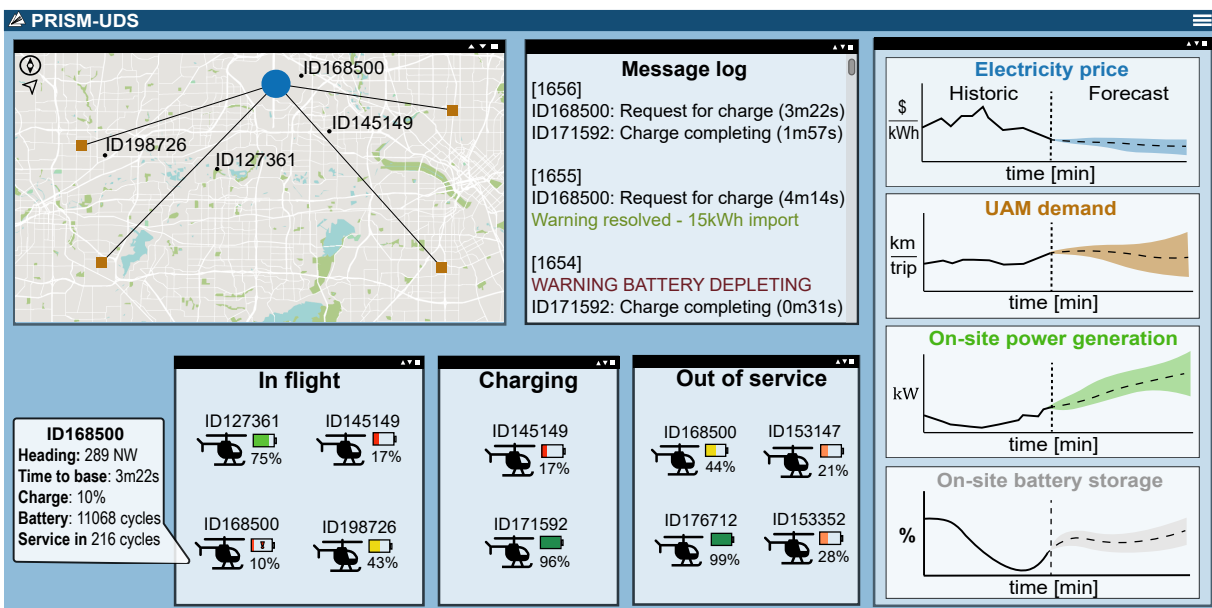 PRISM-UDS
ID168500
ID145149
ID198726
ID127361
Message log
[1656]
ID168500: Request for charge (3m22s)
ID171592: Charge completing (1m57s)
[1655]
ID168500: Request for charge (4m14s)
Warning resolved - 15kWh import
[1654]
WARNING BATTERY DEPLETING
ID171592: Charge completing (0m31s)
Electricity price
Historic Forecast
$
kWh
time [min]
UAM demand
km
trip
time [min]
On-site power generation
kW
time [min]
On-site battery storage
%
time [min]
ID168500
Heading: 289 NW
Time to base: 3m22s
Charge: 10%
Battery: 11068 cycles
Service in 216 cycles
In flight
ID127361 ID145149
75% 17%
ID168500 ID198726
10% 43%
Charging
ID145149
17%
ID171592
96%
Out of service
ID168500 ID153147
44% 21%
ID176712 ID153352
99% 28%